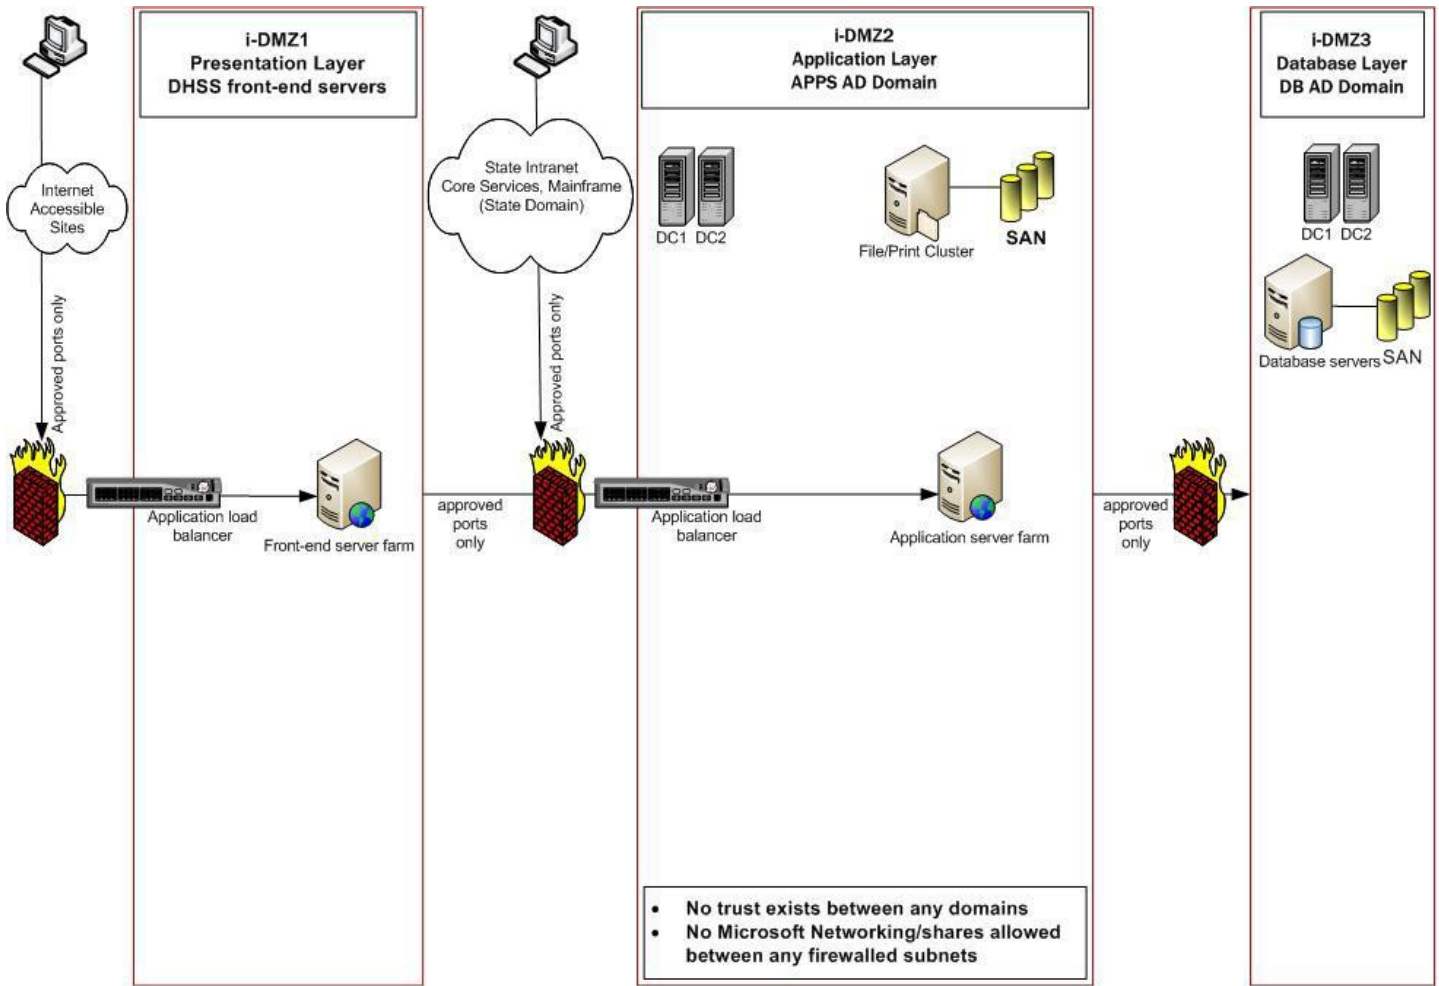 i-DMZ1
Presentation Layer
DHSS front-end servers
i-DMZ2
Application Layer
APPS AD Domain
i-DMZ3
Database Layer
DB AD Domain
Internet
Accessible
Sites
State Intranet
Core Services, Mainframe
(State Domain)
DC1 DC2
File/Print Cluster
SAN
DC1 DC2
Database servers
SAN
Approved ports only
Approved ports only
Application load
balancer
Front-end server farm
approved
ports
only
Application load
balancer
Application server farm
approved
ports
only
• No trust exists between any domains
• No Microsoft Networking/shares allowed
between any firewalled subnets